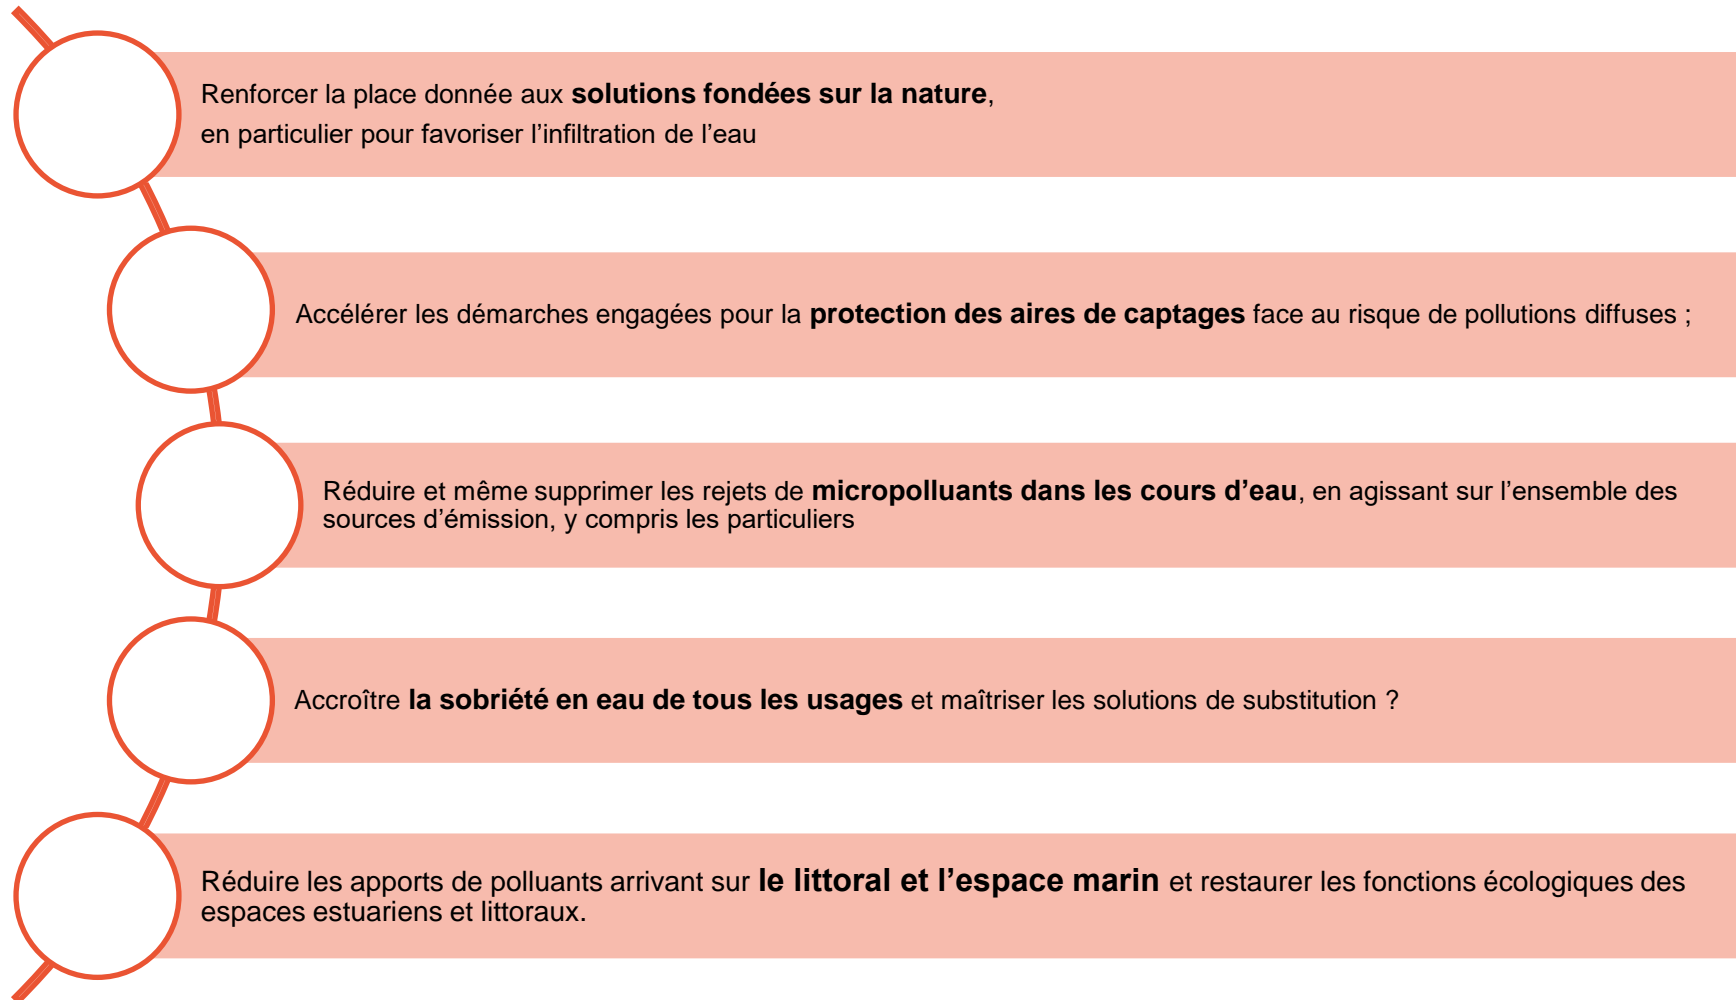 Renforcer la place donnée aux solutions fondées sur la nature,
en particulier pour favoriser l’infiltration de l’eau
Accélérer les démarches engagées pour la protection des aires de captages face au risque de pollutions diffuses ;
Réduire et même supprimer les rejets de micropolluants dans les cours d’eau, en agissant sur l’ensemble des
sources d’émission, y compris les particuliers
Accroître la sobriété en eau de tous les usages et maîtriser les solutions de substitution ?
Réduire les apports de polluants arrivant sur le littoral et l’espace marin et restaurer les fonctions écologiques des
espaces estuariens et littoraux.